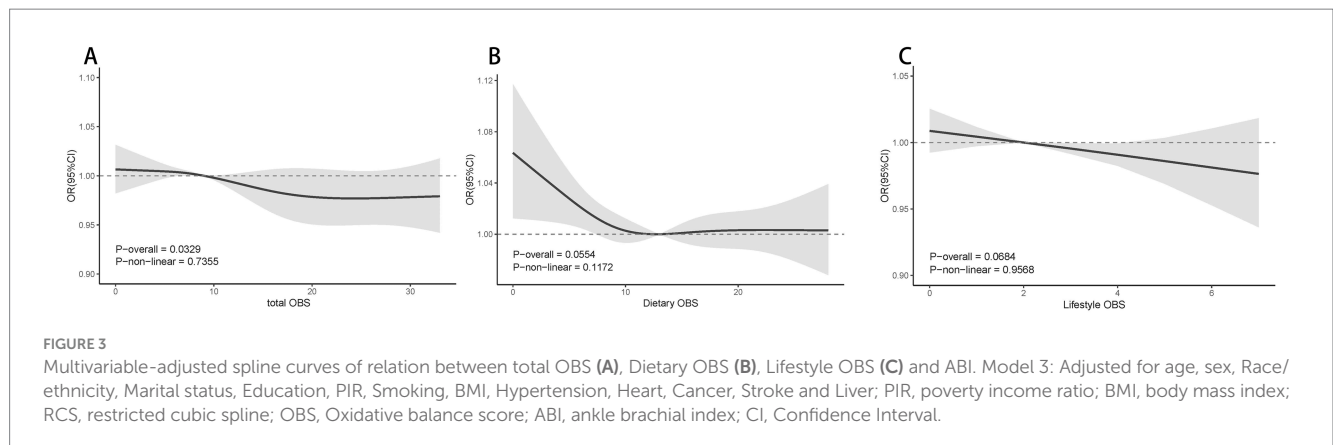 A
OR(95%CI)
1.10
1.05
1.00
0.95
0.90
P−overall = 0.0329
P−non−linear = 0.7355
0 10 20 30
total OBS
B
OR(95%CI)
1.12
1.08
1.04
1.00
P−overall = 0.0554
P−non−linear = 0.1172
0 10 20
Dietary OBS
C
OR(95%CI)
1.05
1.00
0.95
0.90
P−overall = 0.0684
P−non−linear = 0.9568
0 2 4 6
Lifestyle OBS
FIGURE 3
Multivariable-adjusted spline curves of relation between total OBS (A), Dietary OBS (B), Lifestyle OBS (C) and ABI. Model 3: Adjusted for age, sex, Race/
ethnicity, Marital status, Education, PIR, Smoking, BMI, Hypertension, Heart, Cancer, Stroke and Liver; PIR, poverty income ratio; BMI, body mass index;
RCS, restricted cubic spline; OBS, Oxidative balance score; ABI, ankle brachial index; CI, Confidence Interval.